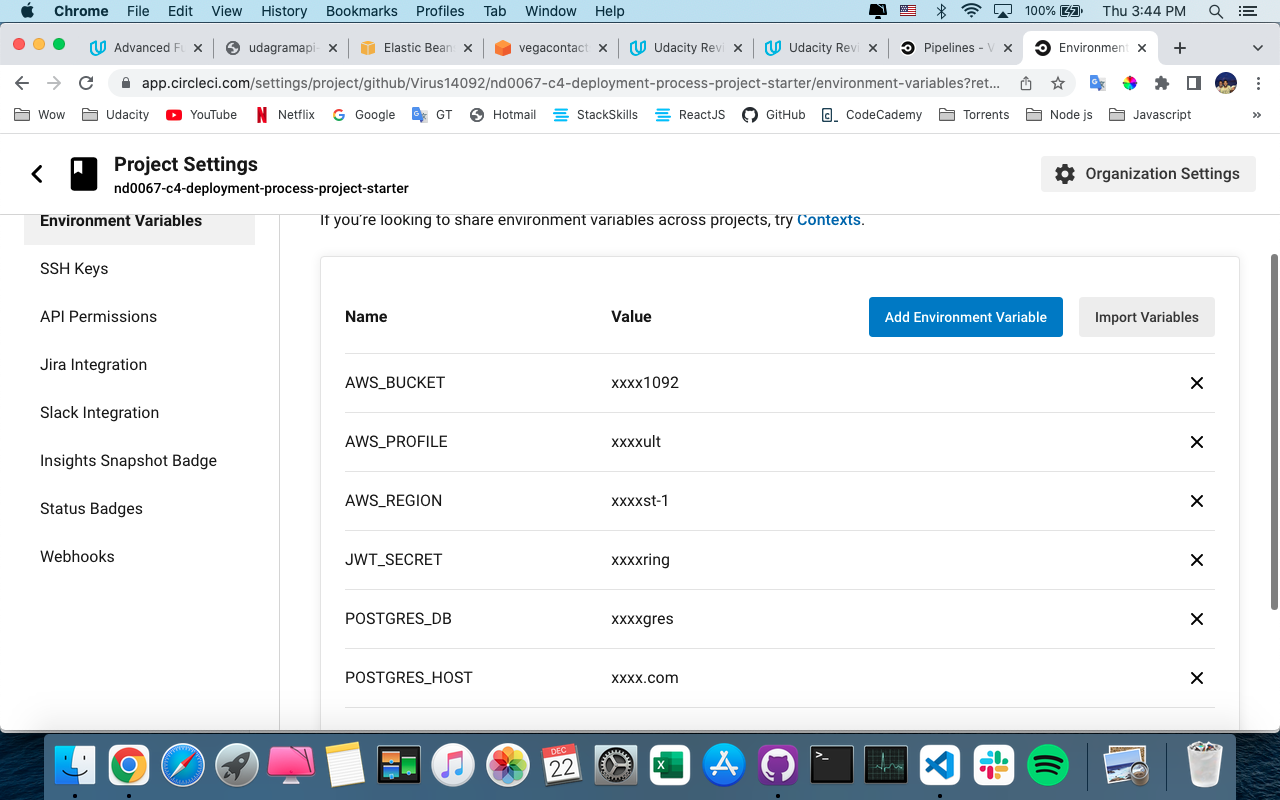 Chrome File Edit View History Bookmarks Profiles Tab Window Help 100% Thu 3:44 PM
Advanced Fu Udagramapi- Elastic Bean vegacontact Udacity Revi Udacity Revi Pipelines - V Environment
app.circleci.com/settings/project/github/Virus14092/nd0067-c4-deployment-process-project-starter/environment-variables?ret...
Wow Udacity YouTube Netflix Google GT Hotmail StackSkills ReactJS GitHub CodeCademy Torrents Node js Javascript »
Project Settings
nd0067-c4-deployment-process-project-starter
Organization Settings
Environment Variables
SSH Keys
API Permissions
Jira Integration
Slack Integration
Insights Snapshot Badge
Status Badges
Webhooks
If you're looking to share environment variables across projects, try Contexts.
Name Value Add Environment Variable Import Variables
AWS_BUCKET xxxx1092
AWS_PROFILE xxxxult
AWS_REGION xxxxst-1
JWT_SECRET xxxxring
POSTGRES_DB xxxxgres
POSTGRES_HOST xxxx.com
DEC
22